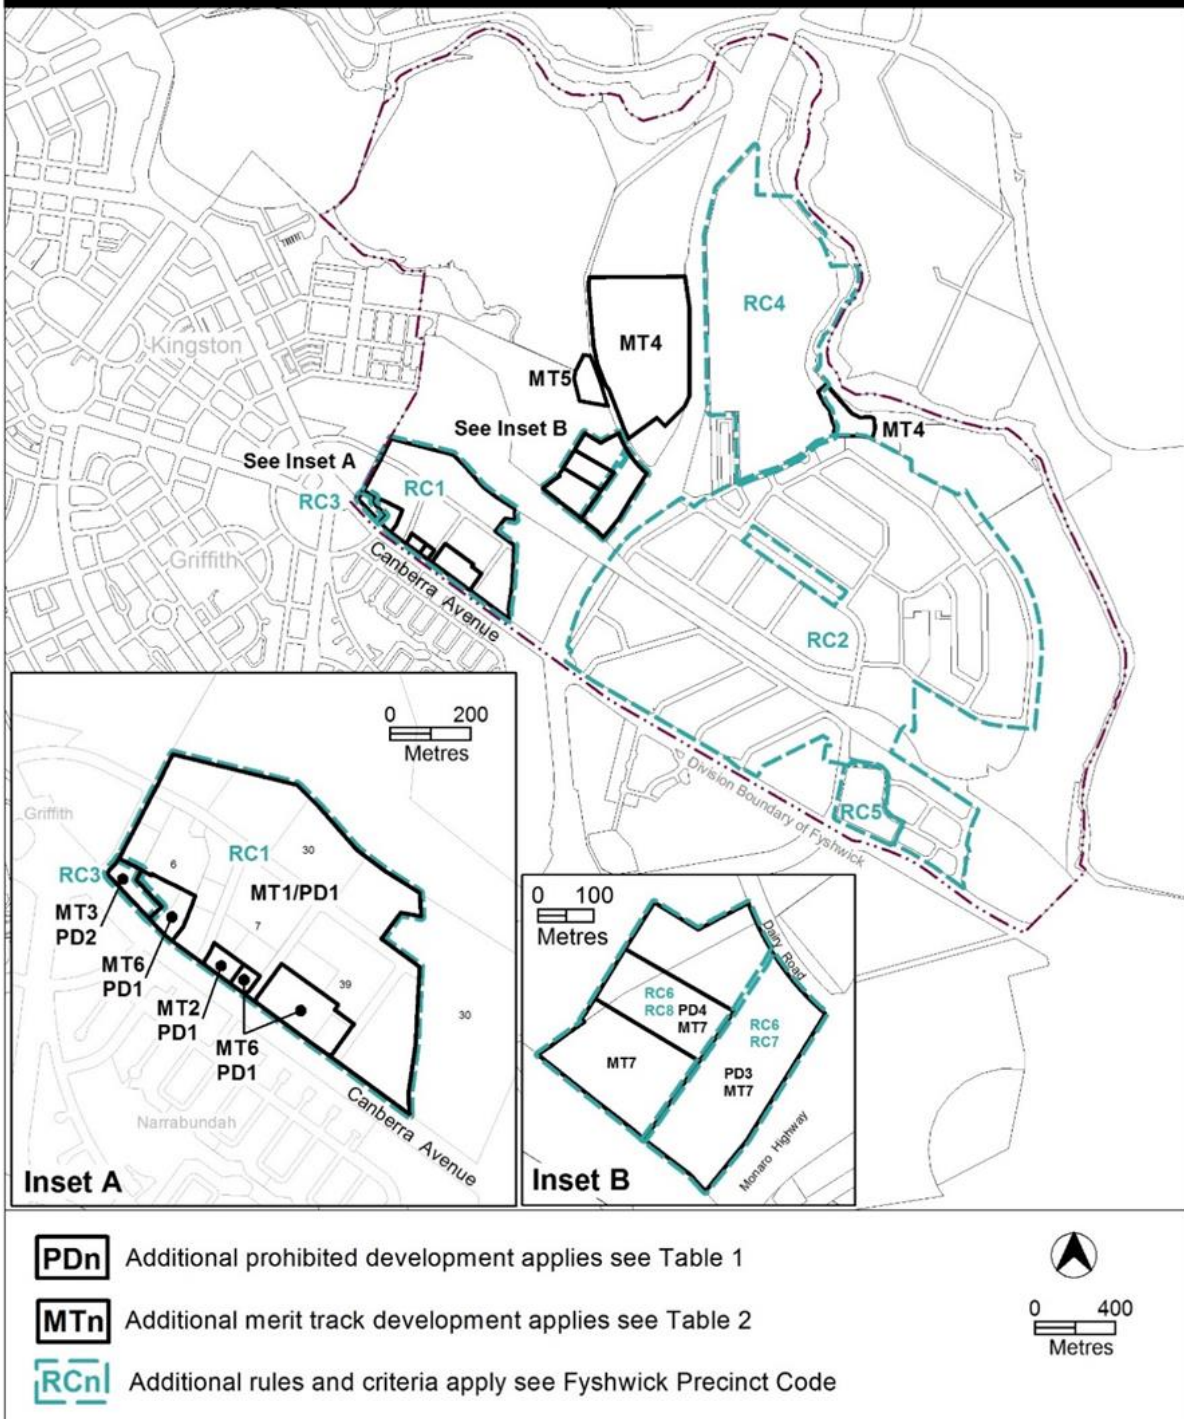 RC4
Kingston
MT4
MT5
MT4
See Inset B
See Inset A
RC1
RC3
Griffith
Canberra Avenue
RC2
Division Boundary of Fyshwick
RC5
0 200
Metres
Griffith
RC1
30
6
MT1/PD1
RC3
MT3
PD2
7
MT6
PD1
39
MT2
PD1
30
MT6
PD1
Canberra Avenue
Narrabundah
Inset A
0 100
Metres
Dairy Road
RC6
RC8 PD4
MT7
RC6
RC7
MT7
PD3
MT7
Monaro Highway
Inset B
PDn Additional prohibited development applies see Table 1
MTn Additional merit track development applies see Table 2
RCn Additional rules and criteria apply see Fyshwick Precinct Code
0 400
Metres